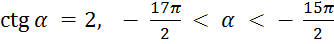 ctg α = 2, − 17π/2 < α < − 15π/2